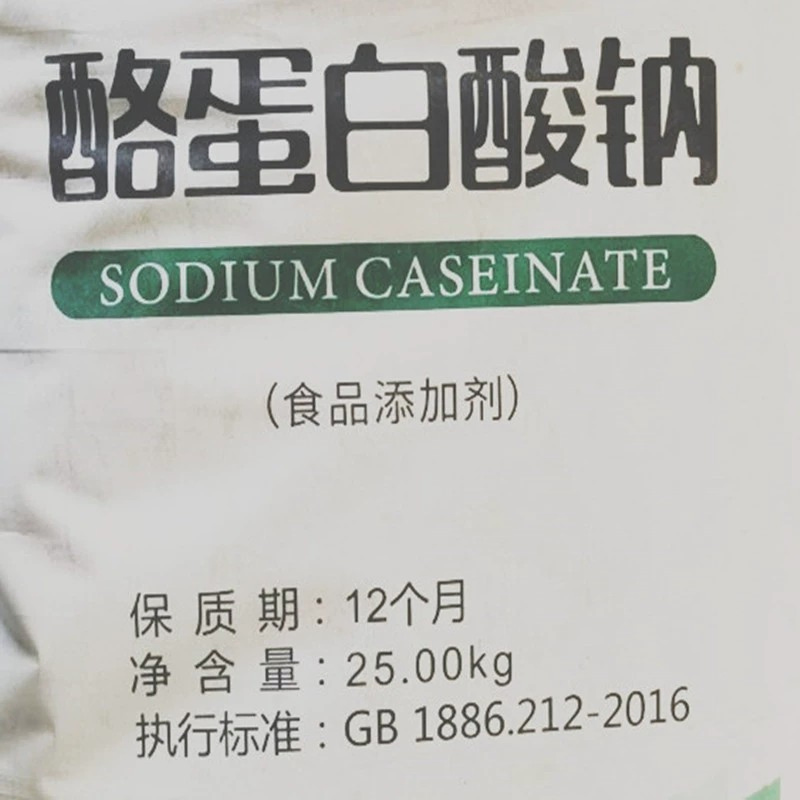 酪蛋白酸钠
SODIUM CASEINATE
(食品添加剂)
保质期：12个月
净含量：25.00kg
执行标准：GB 1886.212-2016